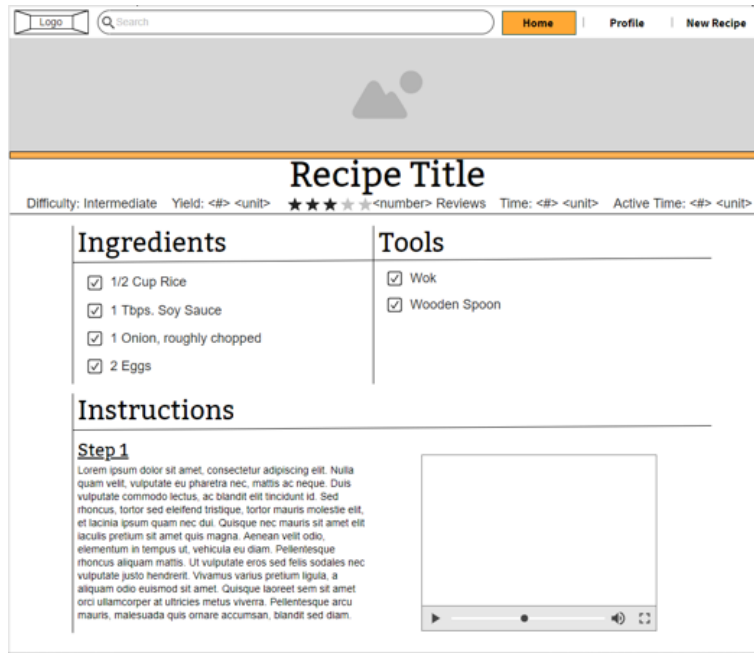 Logo
Search
Home
Profile
New Recipe
Recipe Title
Difficulty: Intermediate Yield: <#> <unit> <number> Reviews Time: <#> <unit> Active Time: <#> <unit>
Ingredients
1/2 Cup Rice
1 Tbps. Soy Sauce
1 Onion, roughly chopped
2 Eggs
Tools
Wok
Wooden Spoon
Instructions
Step 1
Lorem ipsum dolor sit amet, consectetur adipiscing elit. Nulla
quam velit, vulputate eu pharetra nec, mattis ac neque. Duis
vulputate commodo lectus, ac blandit elit tincidunt id. Sed
rhoncus, tortor sed eleifend tristique, tortor mauris molestie elit,
et lacinia ipsum quam nec dui. Quisque nec mauris sit amet elit
iaculis pretium sit amet quis magna. Aenean velit odio,
elementum in tempus ut, vehicula eu diam. Pellentesque
rhoncus aliquam mattis. Ut vulputate eros sed felis sodales nec
vulputate justo hendrerit. Vivamus varius pretium ligula, a
aliquam odio euismod sit amet. Quisque laoreet sem sit amet
orci ullamcorper at ultricies metus viverra. Pellentesque arcu
mauris, malesuada quis ornare accumsan, blandit sed diam.